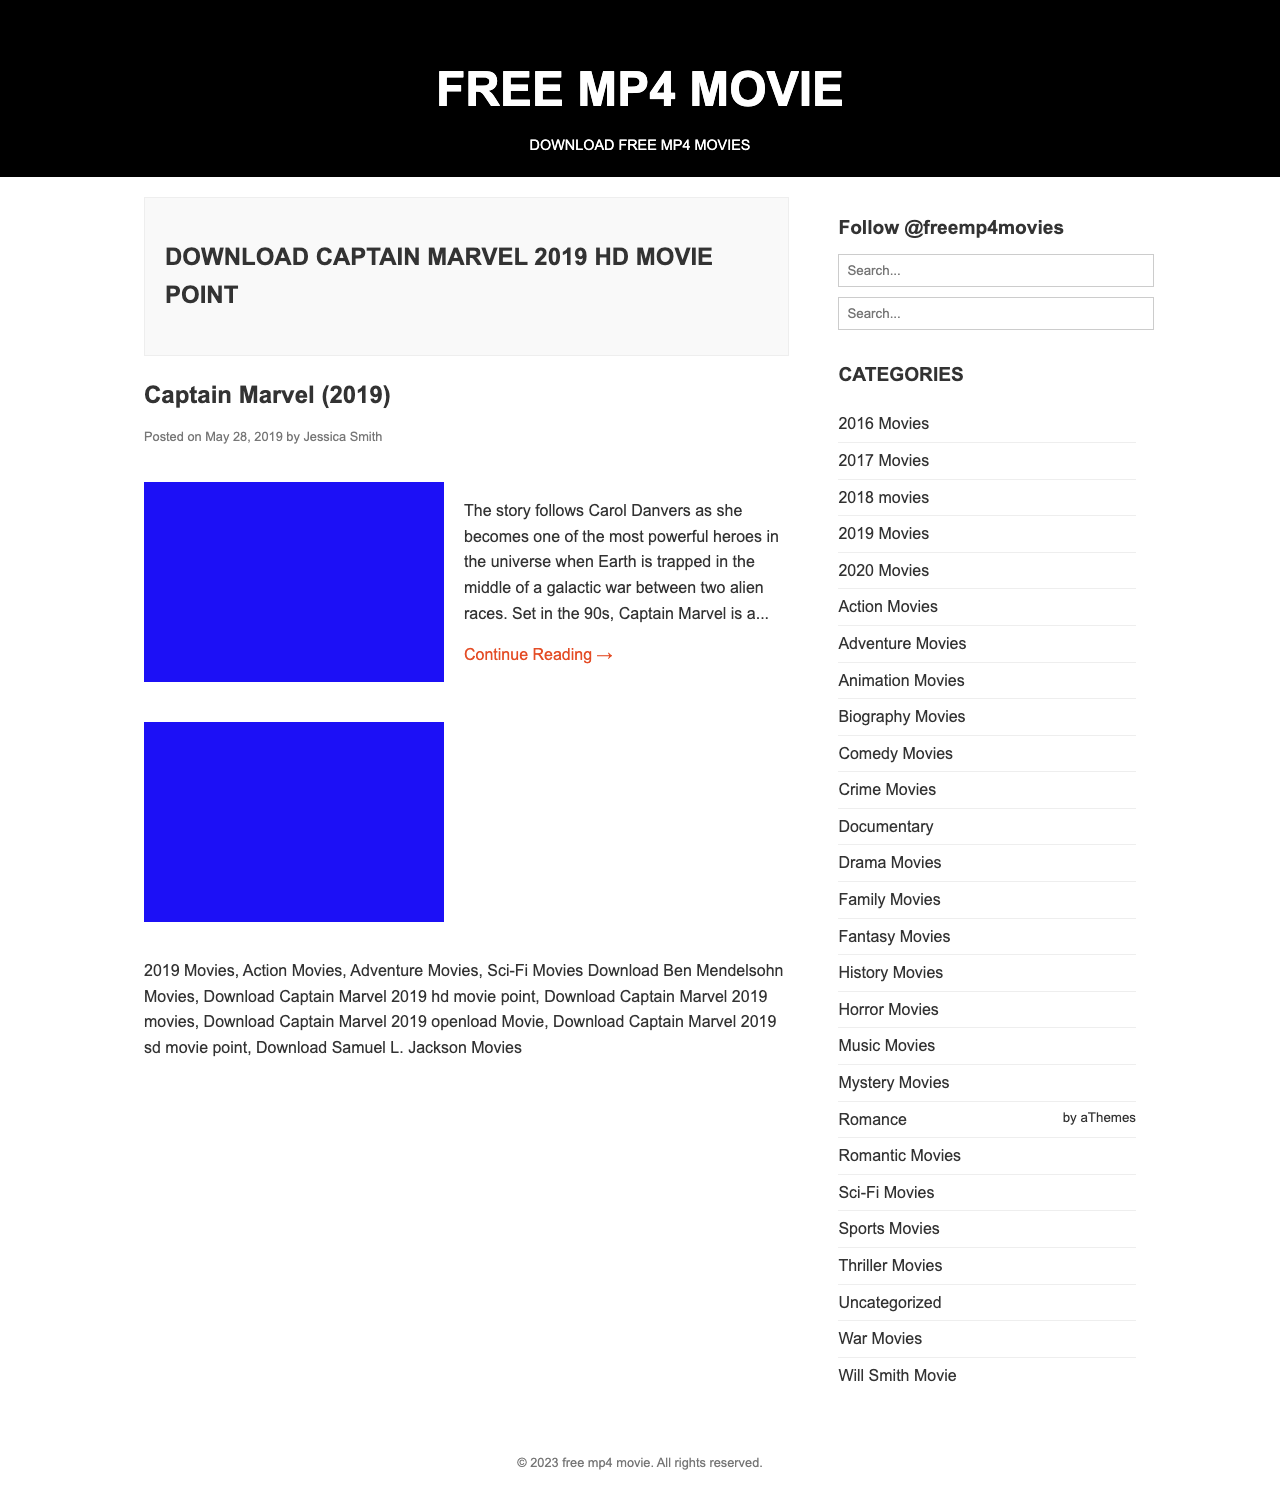 FREE MP4 MOVIE
DOWNLOAD FREE MP4 MOVIES
DOWNLOAD CAPTAIN MARVEL 2019 HD MOVIE
POINT
Captain Marvel (2019)
Posted on May 28, 2019 by Jessica Smith
The story follows Carol Danvers as she
becomes one of the most powerful heroes in
the universe when Earth is trapped in the
middle of a galactic war between two alien
races. Set in the 90s, Captain Marvel is a...
Continue Reading →
2019 Movies, Action Movies, Adventure Movies, Sci-Fi Movies Download Ben Mendelsohn
Movies, Download Captain Marvel 2019 hd movie point, Download Captain Marvel 2019
movies, Download Captain Marvel 2019 openload Movie, Download Captain Marvel 2019
sd movie point, Download Samuel L. Jackson Movies
Follow @freemp4movies
Search...
Search...
CATEGORIES
2016 Movies
2017 Movies
2018 movies
2019 Movies
2020 Movies
Action Movies
Adventure Movies
Animation Movies
Biography Movies
Comedy Movies
Crime Movies
Documentary
Drama Movies
Family Movies
Fantasy Movies
History Movies
Horror Movies
Music Movies
Mystery Movies
Romance
by aThemes
Romantic Movies
Sci-Fi Movies
Sports Movies
Thriller Movies
Uncategorized
War Movies
Will Smith Movie
© 2023 free mp4 movie. All rights reserved.